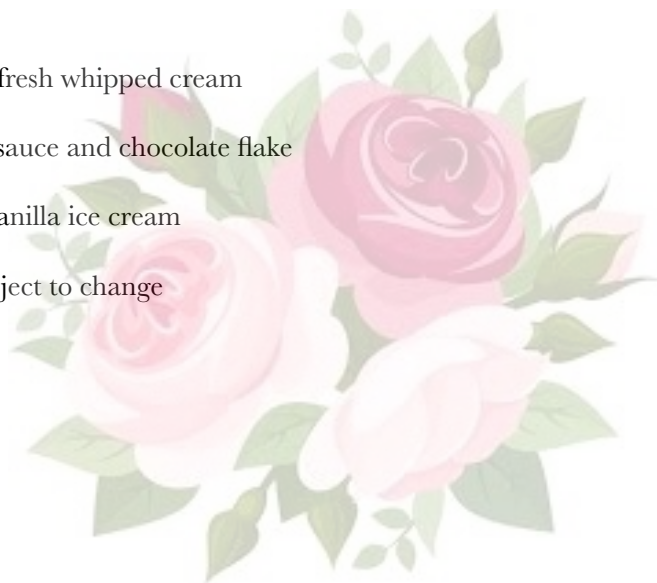 fresh whipped cream
sauce and chocolate flake
anilla ice cream
ject to change